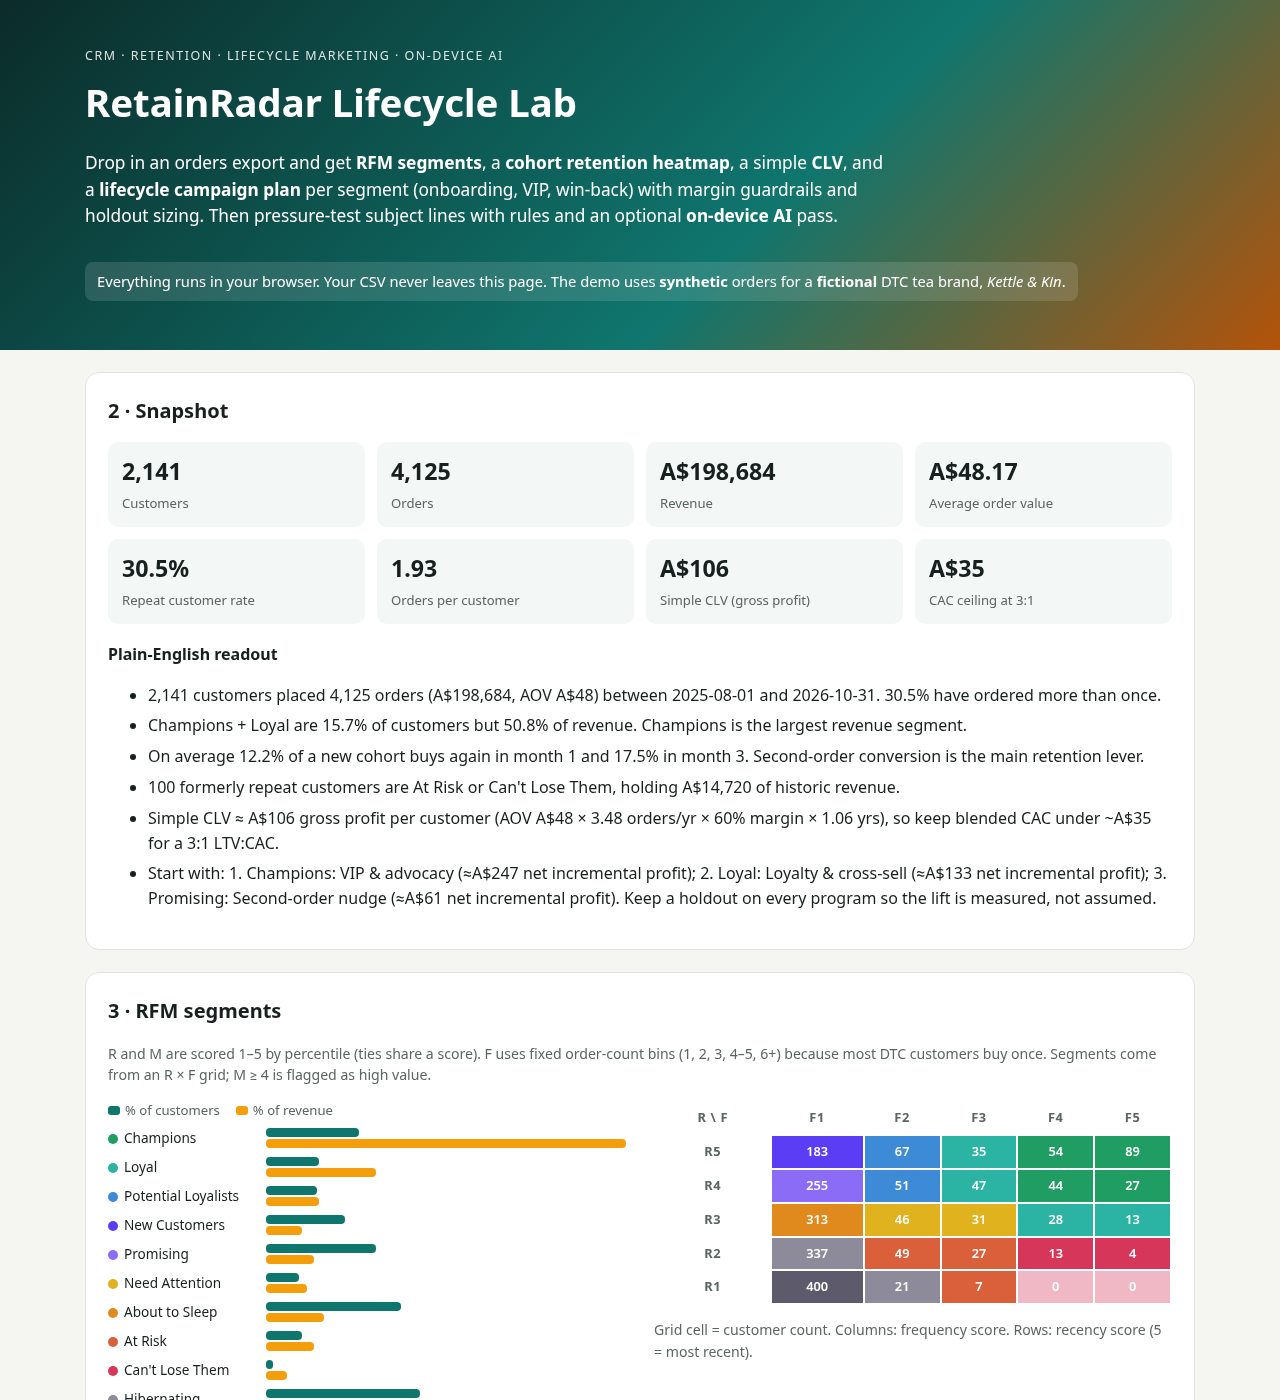 CRM · RETENTION · LIFECYCLE MARKETING · ON-DEVICE AI
RetainRadar Lifecycle Lab
Drop in an orders export and get RFM segments, a cohort retention heatmap, a simple CLV, and
a lifecycle campaign plan per segment (onboarding, VIP, win-back) with margin guardrails and
holdout sizing. Then pressure-test subject lines with rules and an optional on-device AI pass.
Everything runs in your browser. Your CSV never leaves this page. The demo uses synthetic orders for a fictional DTC tea brand, Kettle & Kin.
2 · Snapshot
2,141
Customers
4,125
Orders
A$198,684
Revenue
A$48.17
Average order value
30.5%
Repeat customer rate
1.93
Orders per customer
A$106
Simple CLV (gross profit)
A$35
CAC ceiling at 3:1
Plain-English readout
• 2,141 customers placed 4,125 orders (A$198,684, AOV A$48) between 2025-08-01 and 2026-10-31. 30.5% have ordered more than once.
• Champions + Loyal are 15.7% of customers but 50.8% of revenue. Champions is the largest revenue segment.
• On average 12.2% of a new cohort buys again in month 1 and 17.5% in month 3. Second-order conversion is the main retention lever.
• 100 formerly repeat customers are At Risk or Can't Lose Them, holding A$14,720 of historic revenue.
• Simple CLV ≈ A$106 gross profit per customer (AOV A$48 × 3.48 orders/yr × 60% margin × 1.06 yrs), so keep blended CAC under ~A$35
for a 3:1 LTV:CAC.
• Start with: 1. Champions: VIP & advocacy (≈A$247 net incremental profit); 2. Loyal: Loyalty & cross-sell (≈A$133 net incremental profit); 3.
Promising: Second-order nudge (≈A$61 net incremental profit). Keep a holdout on every program so the lift is measured, not assumed.
3 · RFM segments
R and M are scored 1–5 by percentile (ties share a score). F uses fixed order-count bins (1, 2, 3, 4–5, 6+) because most DTC customers buy once. Segments come
from an R × F grid; M ≥ 4 is flagged as high value.
% of customers % of revenue
Champions
Loyal
Potential Loyalists
New Customers
Promising
Need Attention
About to Sleep
At Risk
Can't Lose Them
Hibernating
R \ F F1 F2 F3 F4 F5
R5 183 67 35 54 89
R4 255 51 47 44 27
R3 313 46 31 28 13
R2 337 49 27 13 4
R1 400 21 7 0 0
Grid cell = customer count. Columns: frequency score. Rows: recency score (5
= most recent).